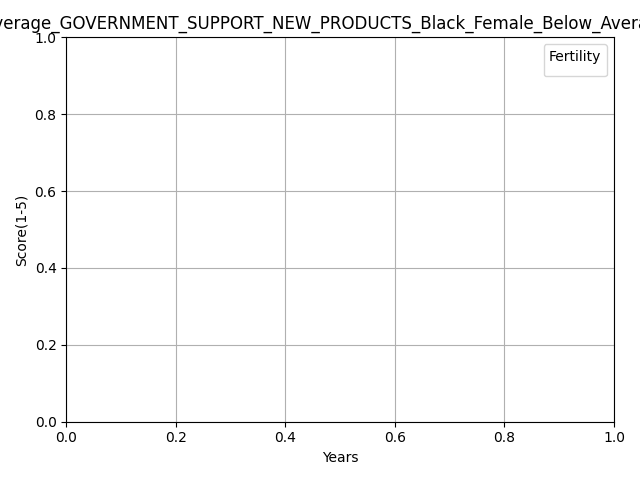 verage_GOVERNMENT_SUPPORT_NEW_PRODUCTS_Black_Female_Below_Avera
1.0
Fertility
0.8
0.6
Score(1-5)
0.4
0.2
0.0
0.0 0.2 0.4 0.6 0.8 1.0
Years